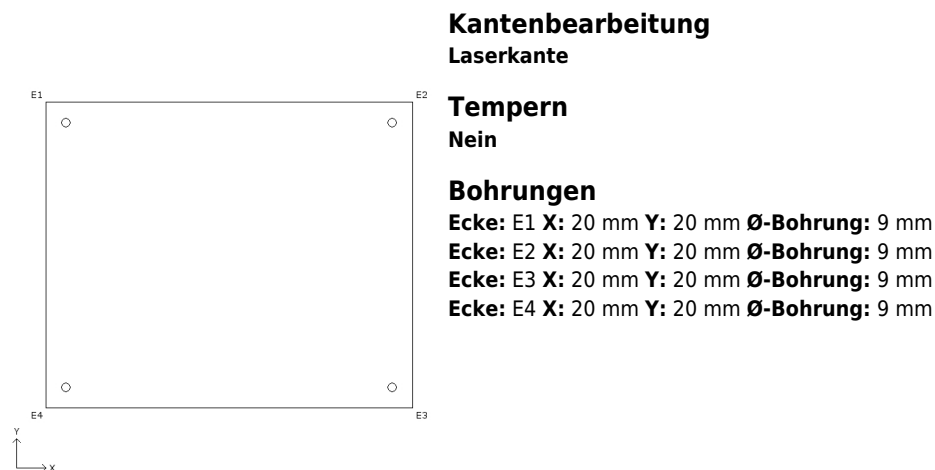 Kantenbearbeitung
Laserkante
Tempern
Nein
Bohrungen
Ecke: E1 X: 20 mm Y: 20 mm Ø-Bohrung: 9 mm
Ecke: E2 X: 20 mm Y: 20 mm Ø-Bohrung: 9 mm
Ecke: E3 X: 20 mm Y: 20 mm Ø-Bohrung: 9 mm
Ecke: E4 X: 20 mm Y: 20 mm Ø-Bohrung: 9 mm
E1
E2
E4
E3
Y
X